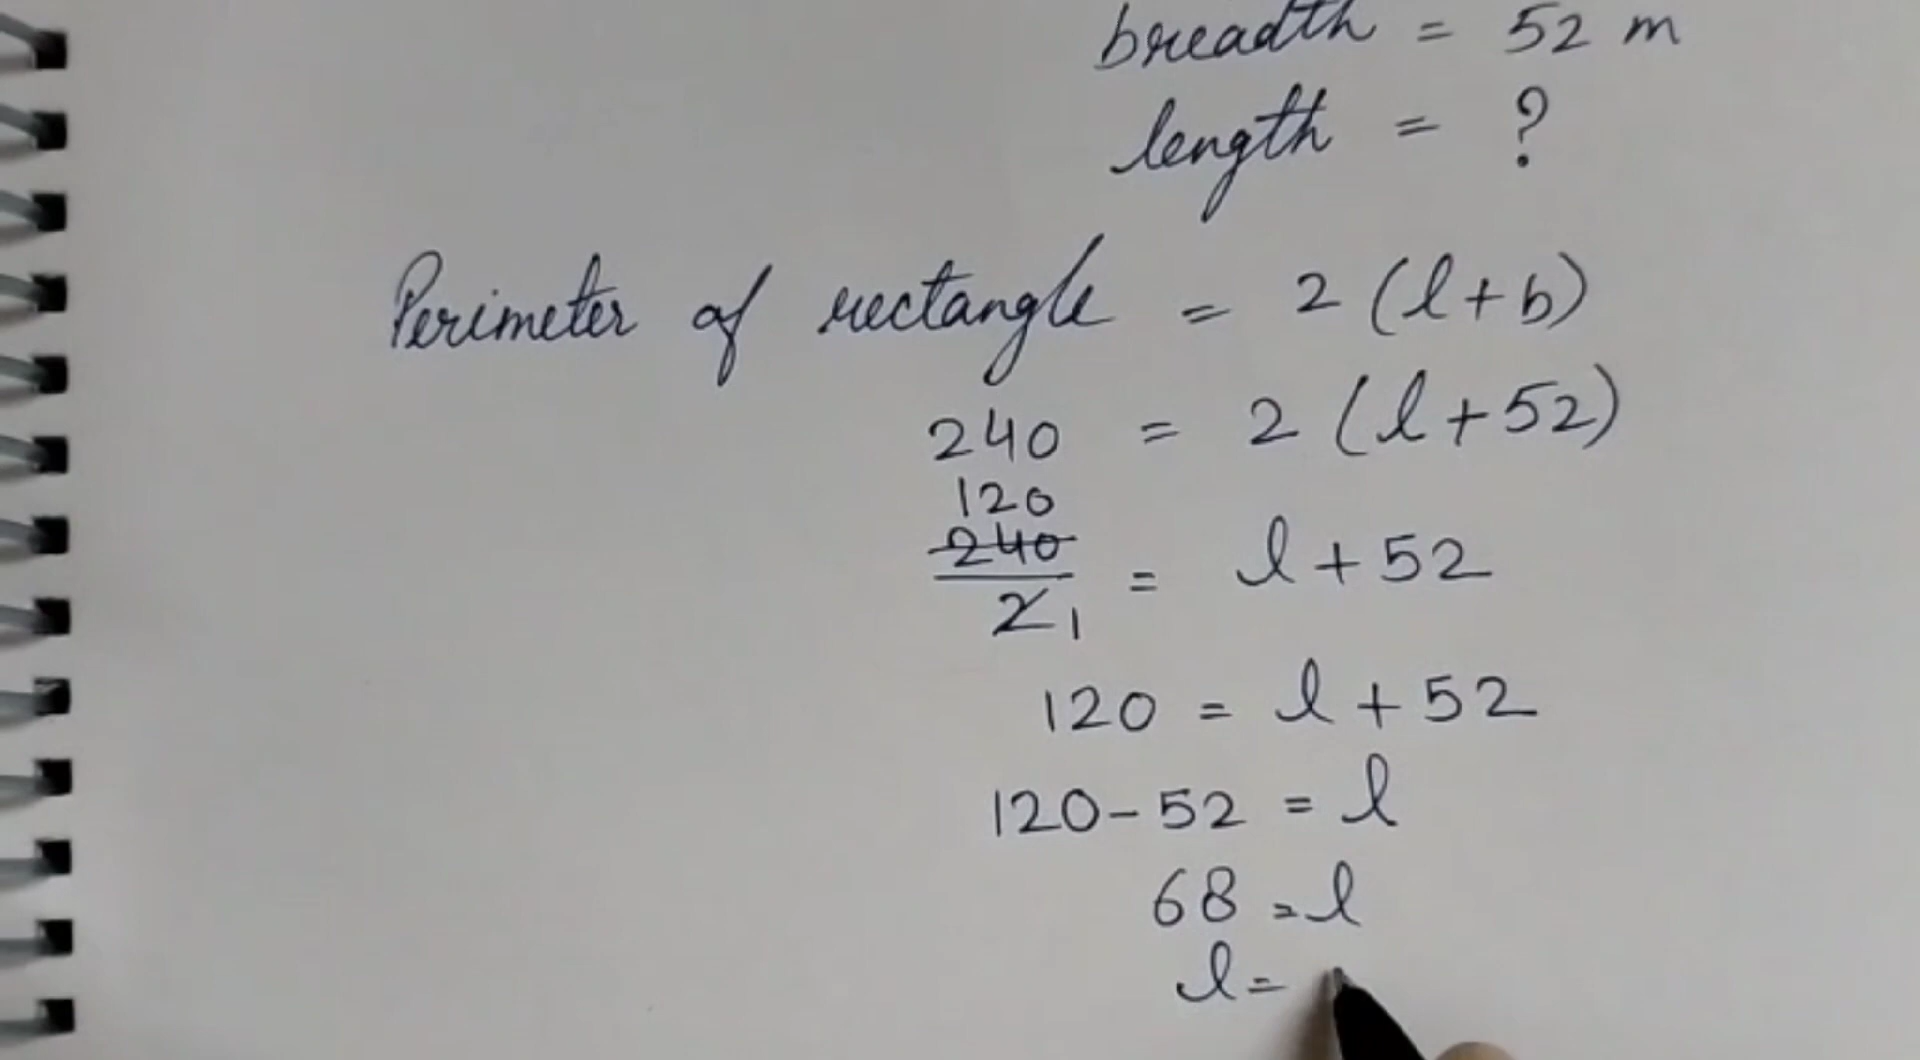 breadth = 52 m
length = ?
Perimeter of rectangle = 2 (l+b)
240 = 2 (l+52)
120
240/2 1 = l+52
120 = l+52
120-52 = l
68 = l
l =